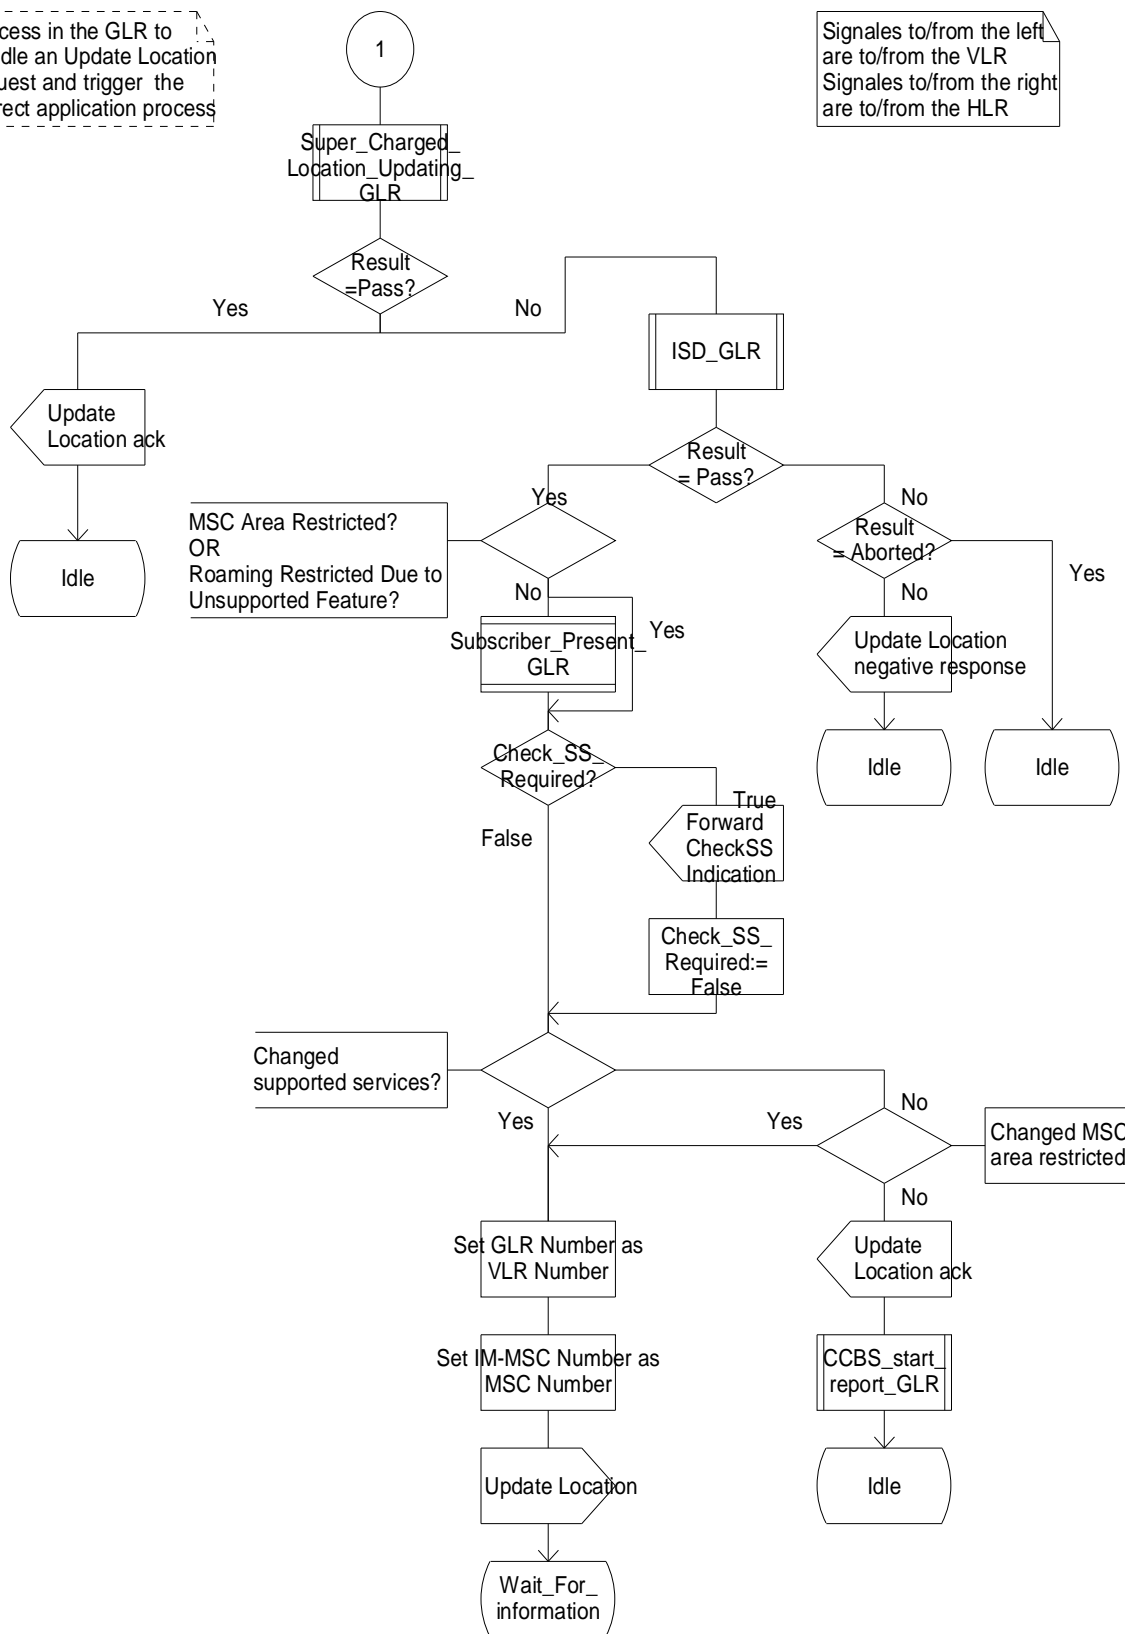 cess in the GLR to
dle an Update Location
uest and trigger the
rect application process
1
Signales to/from the left
are to/from the VLR
Signales to/from the right
are to/from the HLR
Super_Charged_
Location_Updating_
GLR
Result
=Pass?
Yes
No
ISD_GLR
Update
Location ack
Result
= Pass?
Yes
No
MSC Area Restricted?
OR
Roaming Restricted Due to
Unsupported Feature?
Result
= Aborted?
Idle
Yes
No
No
Yes
Subscriber_Present_
GLR
Update Location
negative response
Check_SS_
Required?
Idle
Idle
True
False
Forward
CheckSS
Indication
Check_SS_
Required:=
False
Changed
supported services?
Yes
Yes
No
Changed MSC
area restricted
No
Set GLR Number as
VLR Number
Update
Location ack
Set IM-MSC Number as
MSC Number
CCBS_start_
report_GLR
Update Location
Idle
Wait_For_
information